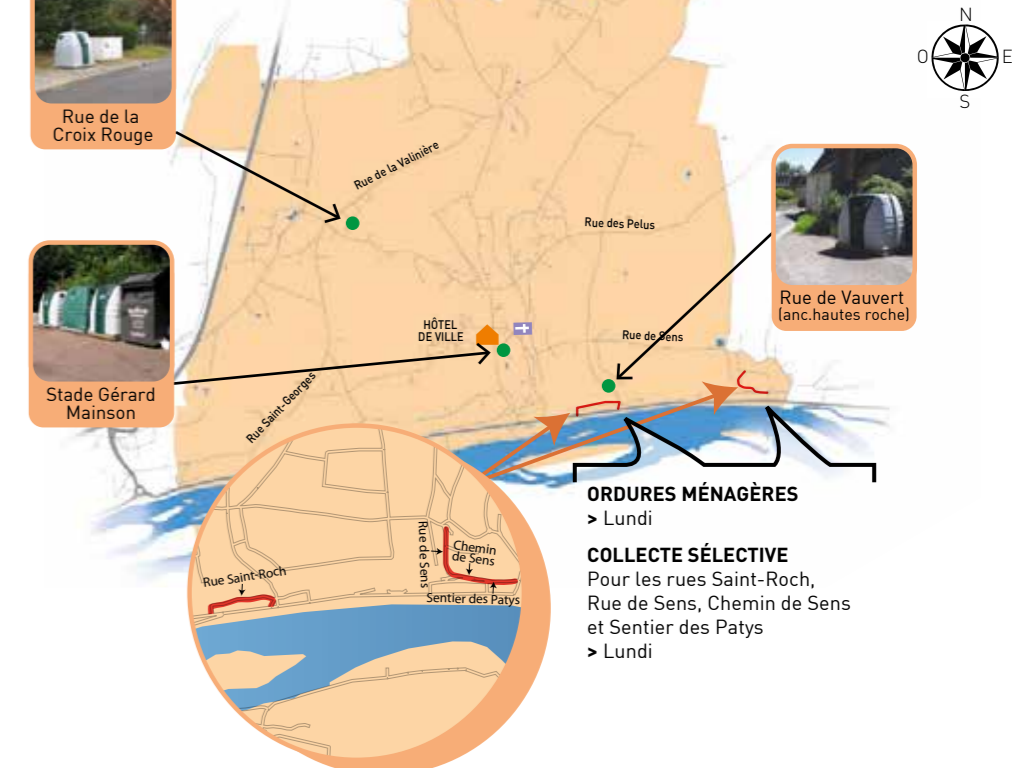 N
O
E
S
Rue de la
Croix Rouge
Rue de la Valinière
Rue des Pelus
Rue de Vauvert
(anc.hautes roche)
HÔTEL
DE VILLE
Rue de Sens
Stade Gérard
Mainson
Rue Saint-Georges
ORDURES MÉNAGÈRES
> Lundi
COLLECTE SÉLECTIVE
Pour les rues Saint-Roch,
Rue de Sens, Chemin de Sens
et Sentier des Patys
> Lundi
Rue de Sens
Chemin
de Sens
Rue Saint-Roch
Sentier des Patys